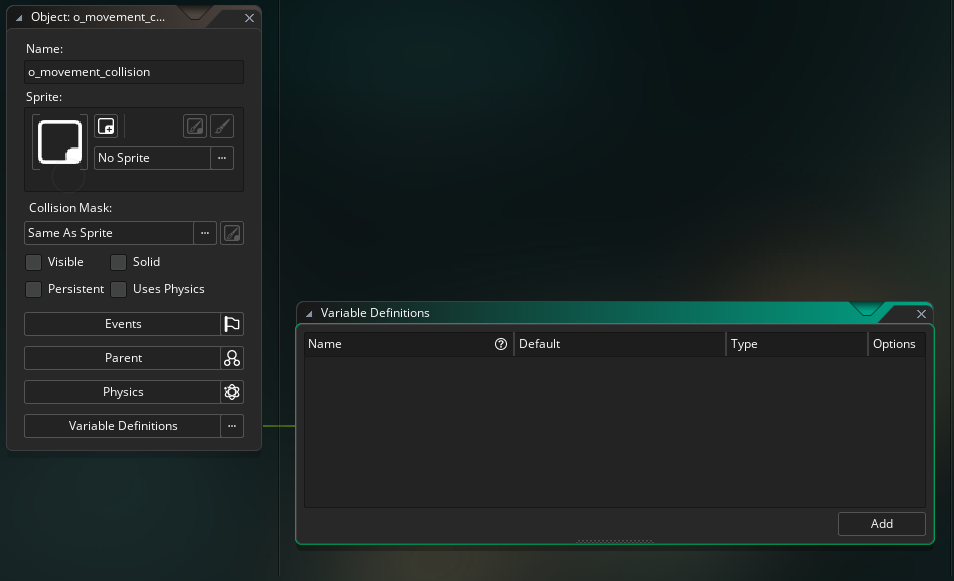 Object: o_movement_c...
Name:
o_movement_collision
Sprite:
No Sprite
...
Collision Mask:
Same As Sprite
...
Visible
Solid
Persistent
Uses Physics
Events
Parent
Physics
Variable Definitions
...
Variable Definitions
Name
?
Default
Type
Options
Add